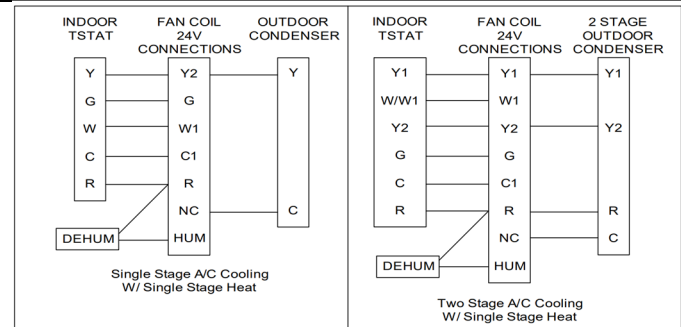 INDOOR
TSTAT
FAN COIL
24V
CONNECTIONS
OUTDOOR
CONDENSER
Y
Y2
Y
G
G
W
W1
C
C1
R
R
NC
C
DEHUM
HUM
Single Stage A/C Cooling
W/ Single Stage Heat
INDOOR
TSTAT
FAN COIL
24V
CONNECTIONS
2 STAGE
OUTDOOR
CONDENSER
Y1
Y1
Y1
W/W1
W1
Y2
Y2
Y2
G
G
C
C1
R
R
R
NC
C
DEHUM
HUM
Two Stage A/C Cooling
W/ Single Stage Heat